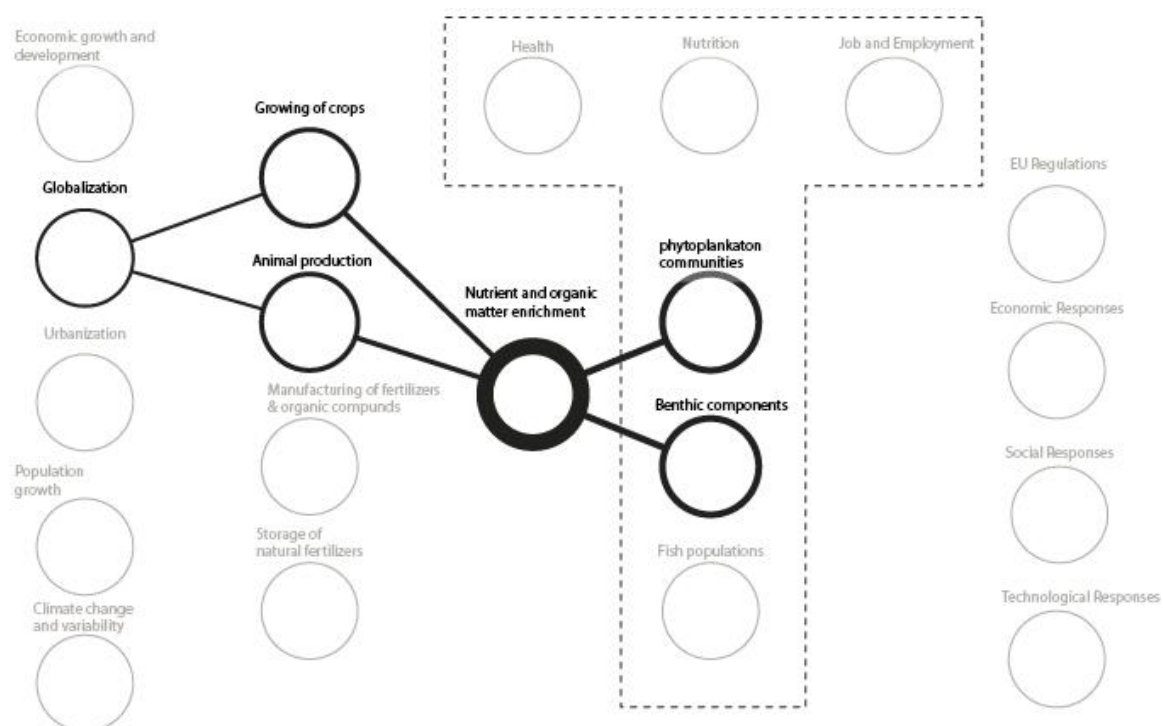 Economic growth and
development
Health
Nutrition
Job and Employment
Growing of crops
EU Regulations
Globalization
Animal production
phytoplankaton
communities
Nutrient and organic
matter enrichment
Economic Responses
Urbanization
Manufacturing of fertilizers
& organic compunds
Benthic components
Social Responses
Population
growth
Storage of
natural fertilizers
Fish populations
Technological Responses
Climate change
and variability